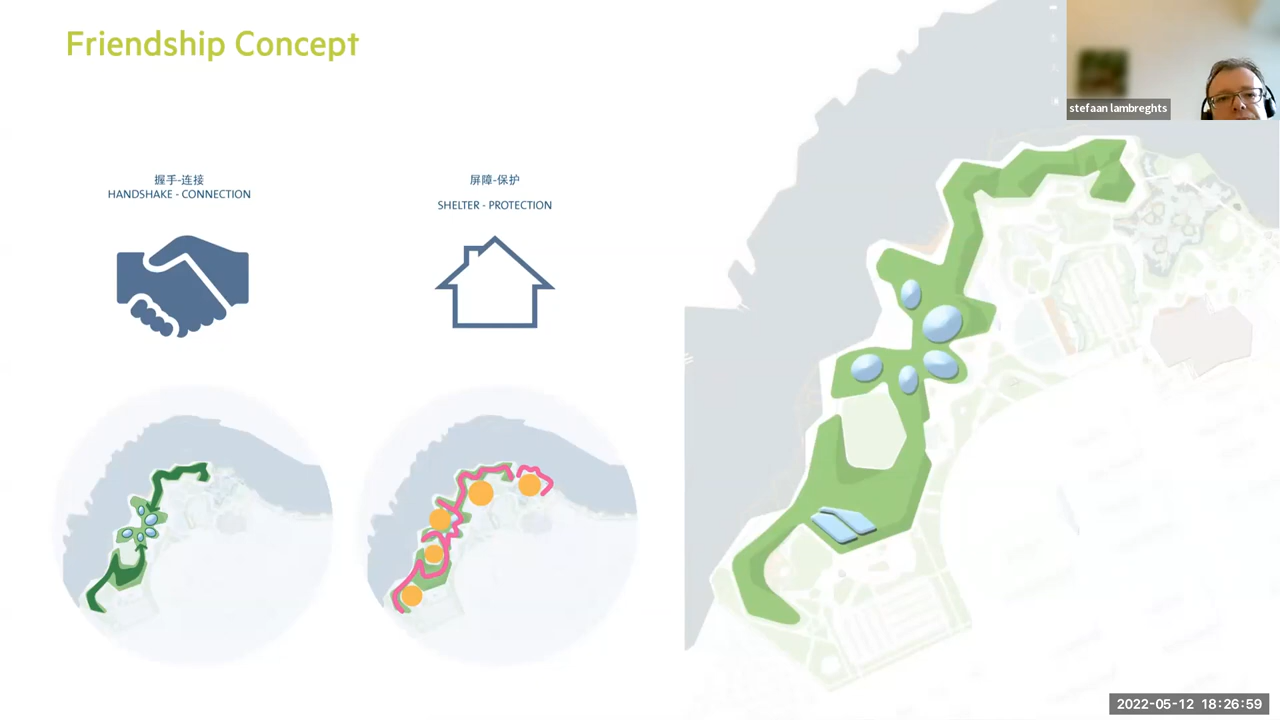 Friendship Concept
stefaan lambreghts
握手-连接
HANDSHAKE - CONNECTION
屏障-保护
SHELTER - PROTECTION
2022-05-12 18:26:59